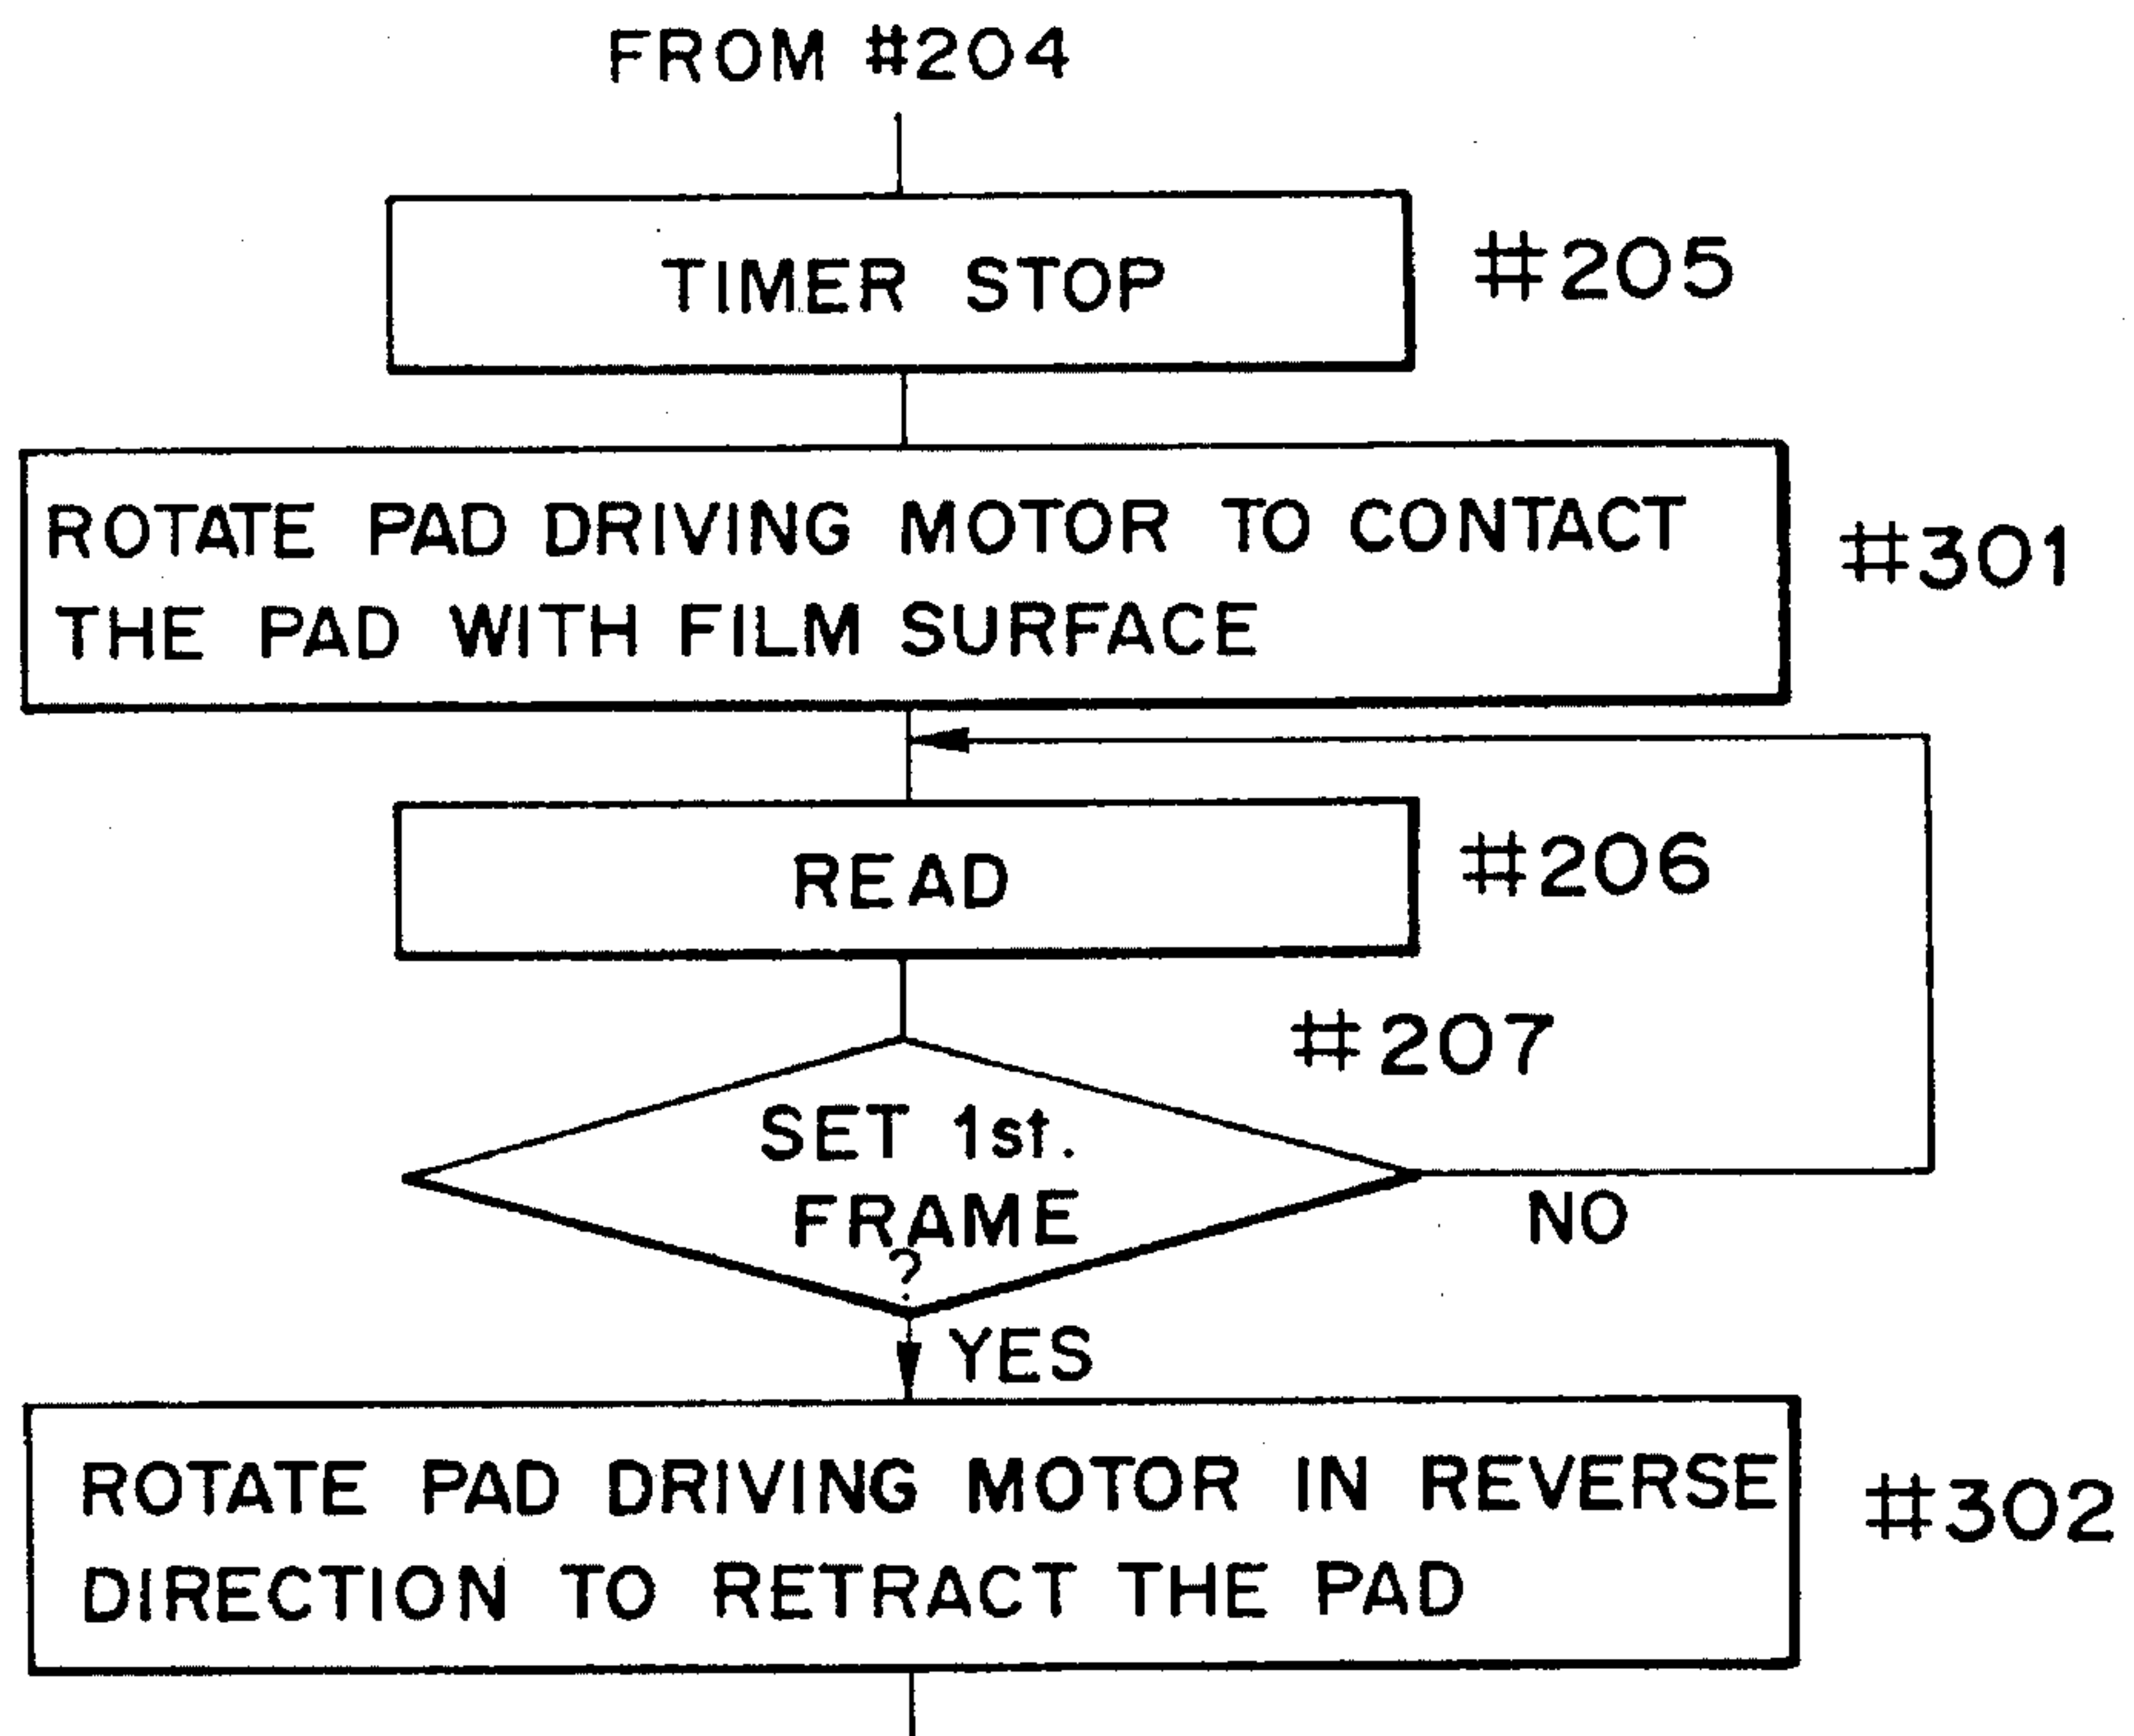 FROM #204
TIMER STOP
#205
ROTATE PAD DRIVING MOTOR TO CONTACT
THE PAD WITH FILM SURFACE
#301
READ
#206
#207
SET 1st.
FRAME
?
NO
YES
ROTATE PAD DRIVING MOTOR IN REVERSE
DIRECTION TO RETRACT THE PAD
#302